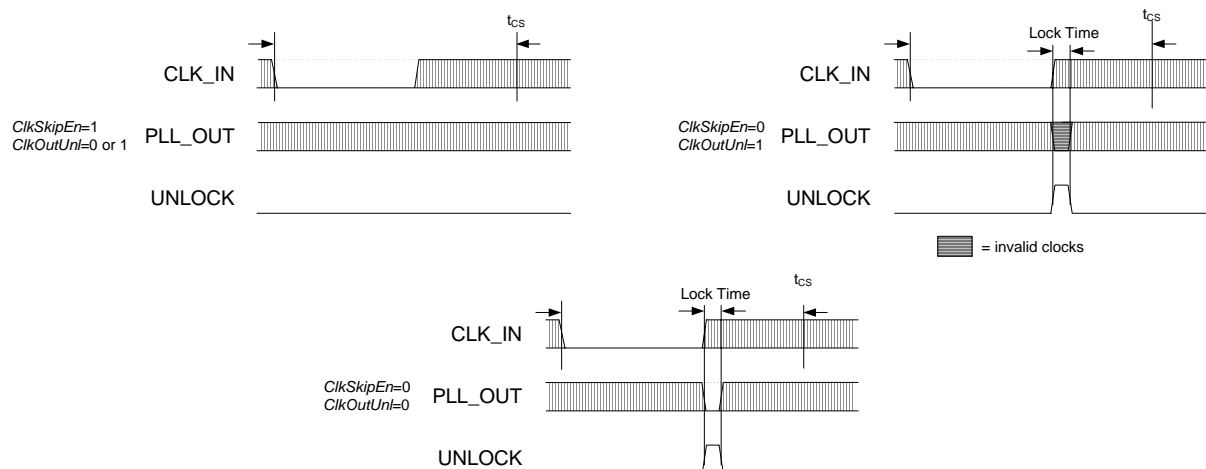 tCS
CLK_IN
ClkSkipEn=1
ClkOutUnl=0 or 1
PLL_OUT
UNLOCK
Lock Time
tCS
CLK_IN
ClkSkipEn=0
ClkOutUnl=1
PLL_OUT
UNLOCK
= invalid clocks
Lock Time
tCS
CLK_IN
ClkSkipEn=0
ClkOutUnl=0
PLL_OUT
UNLOCK